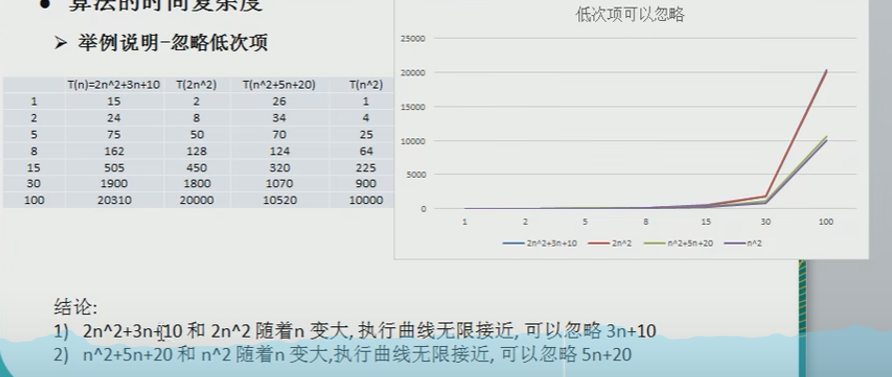 算法的时间复杂度
举例说明-忽略低次项
T(n)=2n^2+3n+10 T(2n^2) T(n^2+5n+20) T(n^2)
1 15 2 26 1
2 24 8 34 4
5 75 50 70 25
8 162 128 124 64
15 505 450 320 225
30 1900 1800 1070 900
100 20310 20000 10520 10000
低次项可以忽略
25000
20000
15000
10000
5000
0
1 2 5 8 15 30 100
2n^2+3n+10 2n^2 n^2+5n+20 n^2
结论:
1) 2n^2+3n+10 和 2n^2 随着n 变大, 执行曲线无限接近, 可以忽略 3n+10
2) n^2+5n+20 和 n^2 随着n 变大,执行曲线无限接近, 可以忽略 5n+20